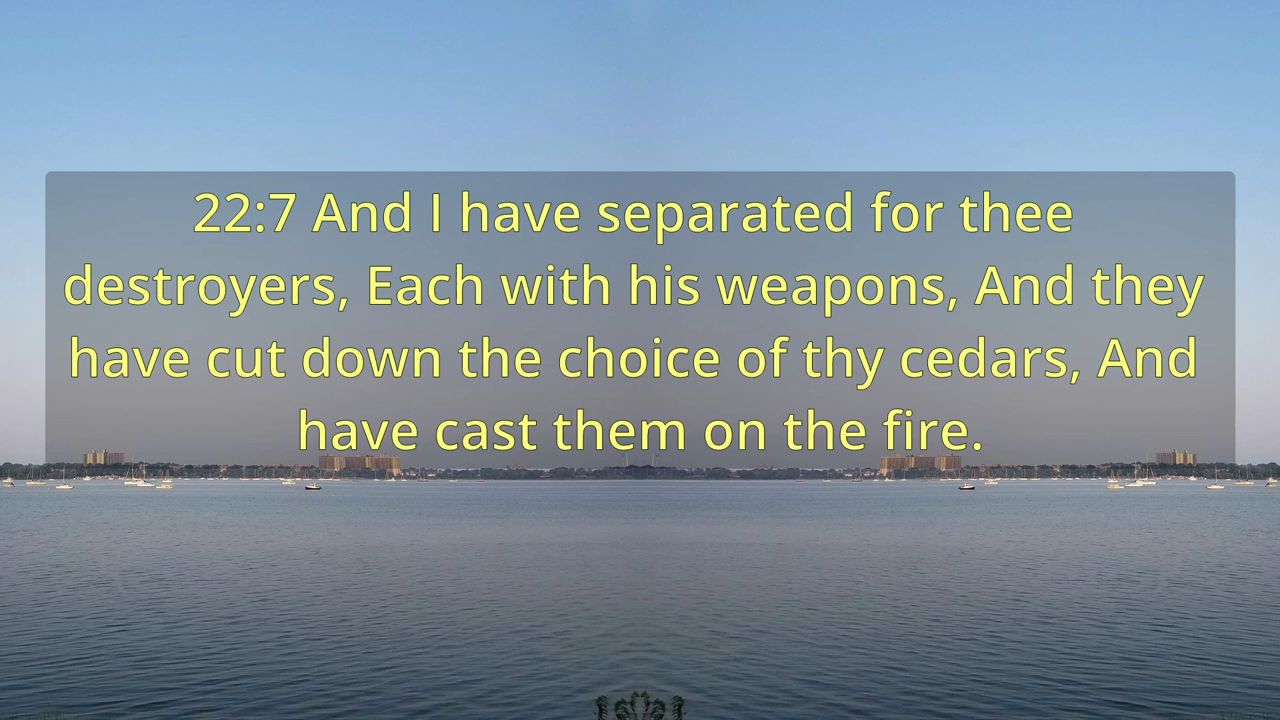 22:7 And I have separated for thee
destroyers, Each with his weapons, And they
have cut down the choice of thy cedars, And
have cast them on the fire.